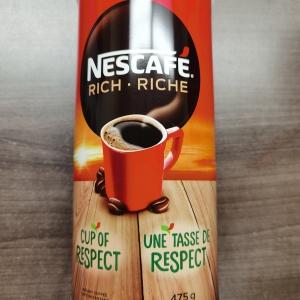 NESCAFÉ.
RICH · RICHE
CUP OF
RESPECT
UNE TASSE DE
RESPECT
475 g